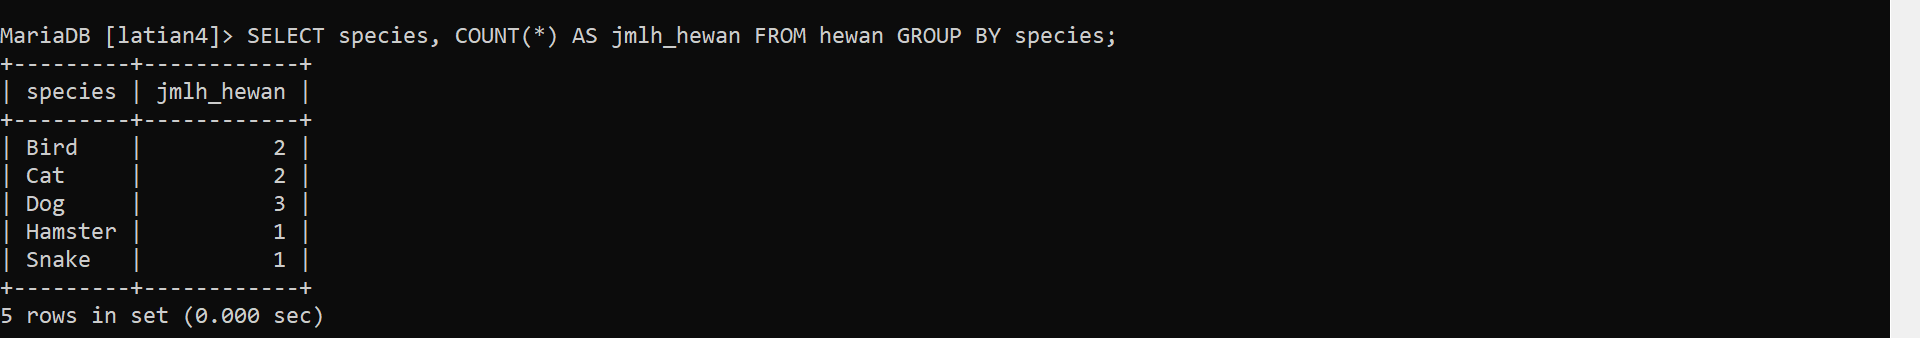 MariaDB [latian4]> SELECT species, COUNT(*) AS jmlh_hewan FROM hewan GROUP BY species;
+---------+------------+
| species | jmlh_hewan |
+---------+------------+
| Bird    |          2 |
| Cat     |          2 |
| Dog     |          3 |
| Hamster |          1 |
| Snake   |          1 |
+---------+------------+
5 rows in set (0.000 sec)